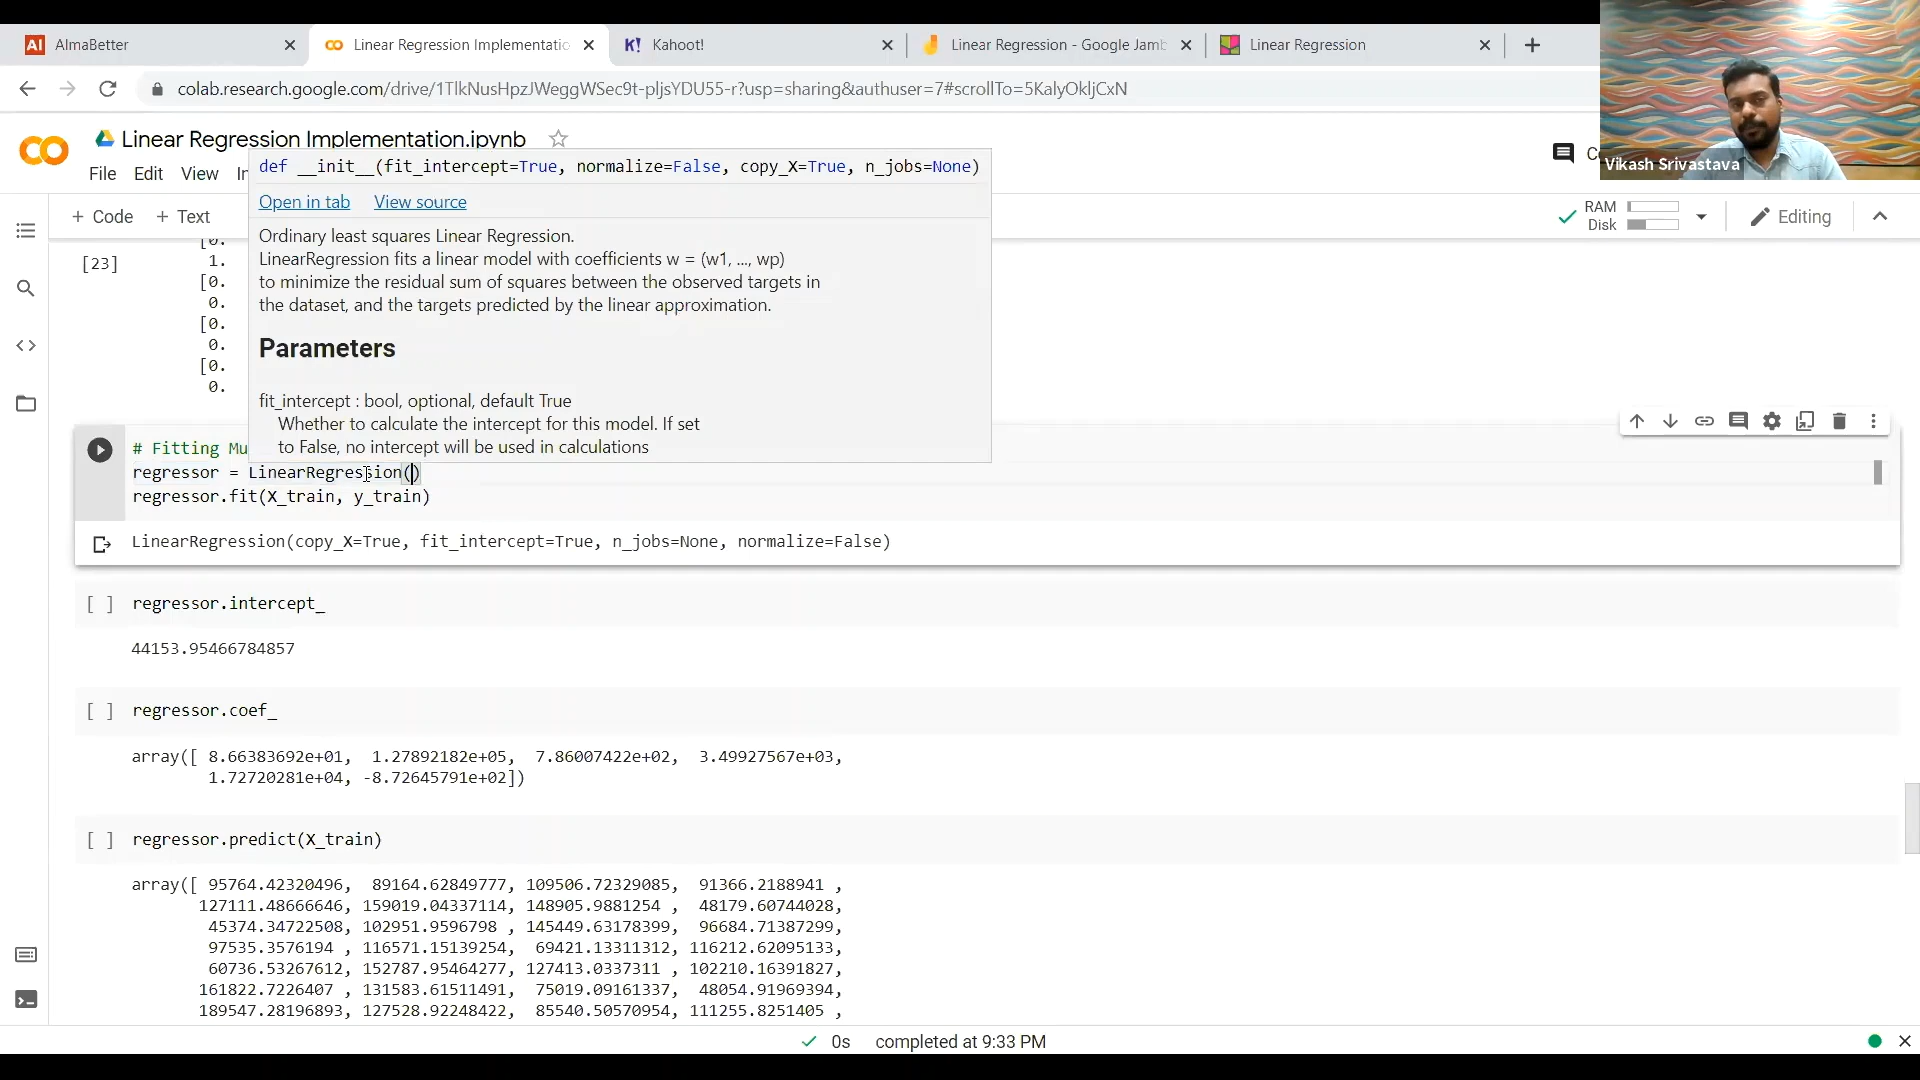 AlmaBetter
Linear Regression Implementatio
Kahoot!
Linear Regression - Google Jamb
Linear Regression
colab.research.google.com/drive/1TlkNusHpzJWeggWSec9t-pljsYDU55-r?usp=sharing&authuser=7#scrollTo=5KalyOkljCxN
Linear Regression Implementation.ipynb
File Edit View
Vikash Srivastava
def __init__(fit_intercept=True, normalize=False, copy_X=True, n_jobs=None)
Open in tab View source
+ Code + Text
RAM
Disk
Editing
Ordinary least squares Linear Regression.
LinearRegression fits a linear model with coefficients w = (w1, ..., wp)
to minimize the residual sum of squares between the observed targets in
the dataset, and the targets predicted by the linear approximation.
Parameters
fit_intercept : bool, optional, default True
Whether to calculate the intercept for this model. If set
to False, no intercept will be used in calculations
[23]
[0.
1.
[0.
0.
[0.
0.
[0.
0.
# Fitting Mu
regressor = LinearRegression()
regressor.fit(X_train, y_train)
LinearRegression(copy_X=True, fit_intercept=True, n_jobs=None, normalize=False)
[ ] regressor.intercept_
44153.95466784857
[ ] regressor.coef_
array([ 8.66383692e+01, 1.27892182e+05, 7.86007422e+02, 3.49927567e+03,
1.72720281e+04, -8.72645791e+02])
[ ] regressor.predict(X_train)
array([ 95764.42320496, 89164.62849777, 109506.72329085, 91366.2188941 ,
127111.48666646, 159019.04337114, 148905.9881254 , 48179.60744028,
45374.34722508, 102951.9596798 , 145449.63178399, 96684.71387299,
97535.3576194 , 116571.15139254, 69421.13311312, 116212.62095133,
60736.53267612, 152787.95464277, 127413.0337311 , 102210.16391827,
161822.7226407 , 131583.61511491, 75019.09161337, 48054.91969394,
189547.28196893, 127528.92248422, 85540.50570954, 111255.8251405 ,
0s completed at 9:33 PM